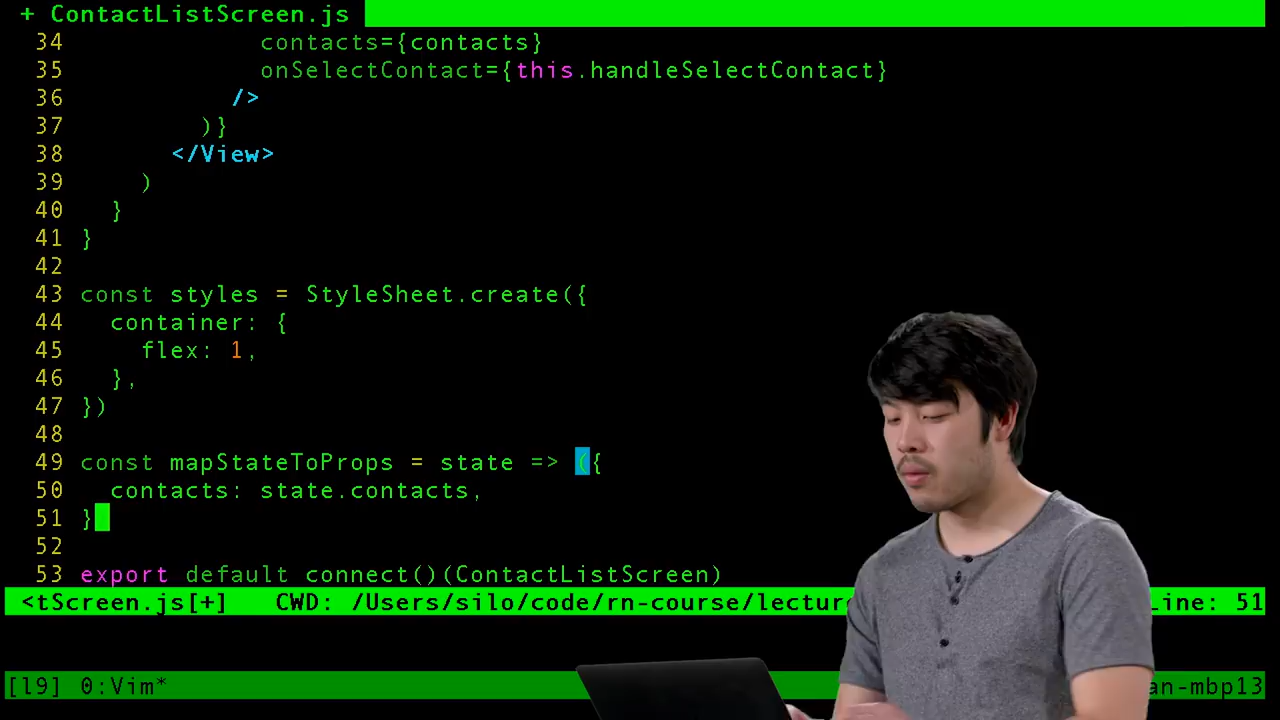 + ContactListScreen.js
34 contacts={contacts}
35 onSelectContact={this.handleSelectContact}
36 />
37 )}
38 </View>
39 )
40 }
41 }
42
43 const styles = StyleSheet.create({
44 container: {
45 flex: 1,
46 },
47 })
48
49 const mapStateToProps = state => ({
50 contacts: state.contacts,
51 })
52
53 export default connect()(ContactListScreen)
<tScreen.js[+] CWD: /Users/silo/code/rn-course/lectur Line: 51
[l9] 0:Vim* an-mbp13